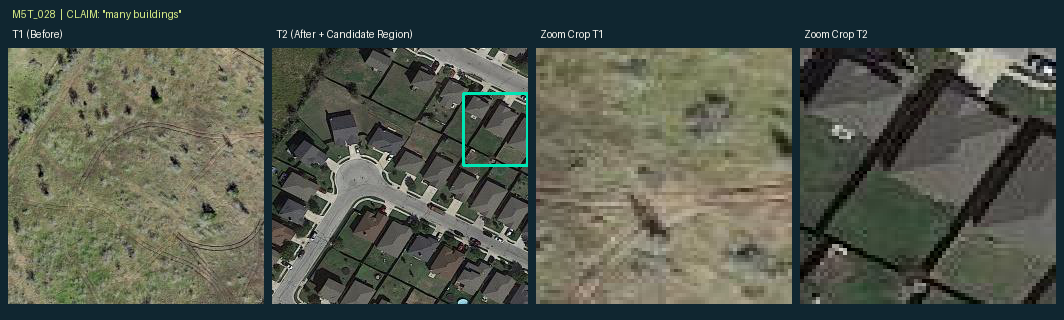 M5T_028 | CLAIM: "many buildings"
T1 (Before)
T2 (After + Candidate Region)
Zoom Crop T1
Zoom Crop T2